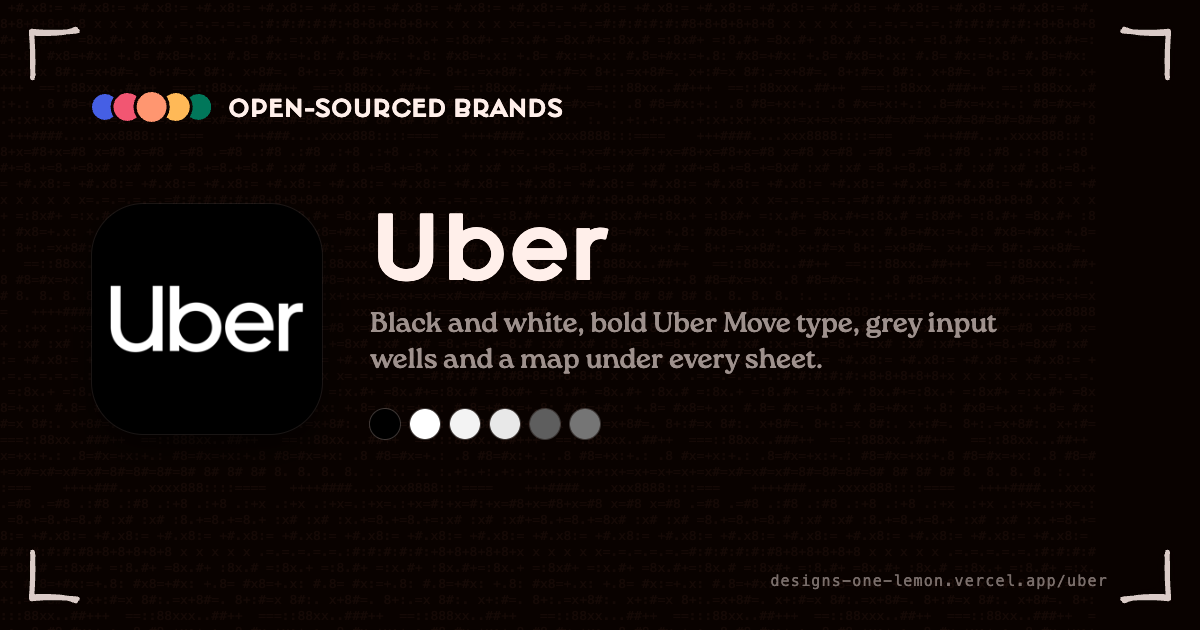 OPEN-SOURCED BRANDS
Uber
Uber
Black and white, bold Uber Move type, grey input
wells and a map under every sheet.
designs-one-lemon.vercel.app/uber